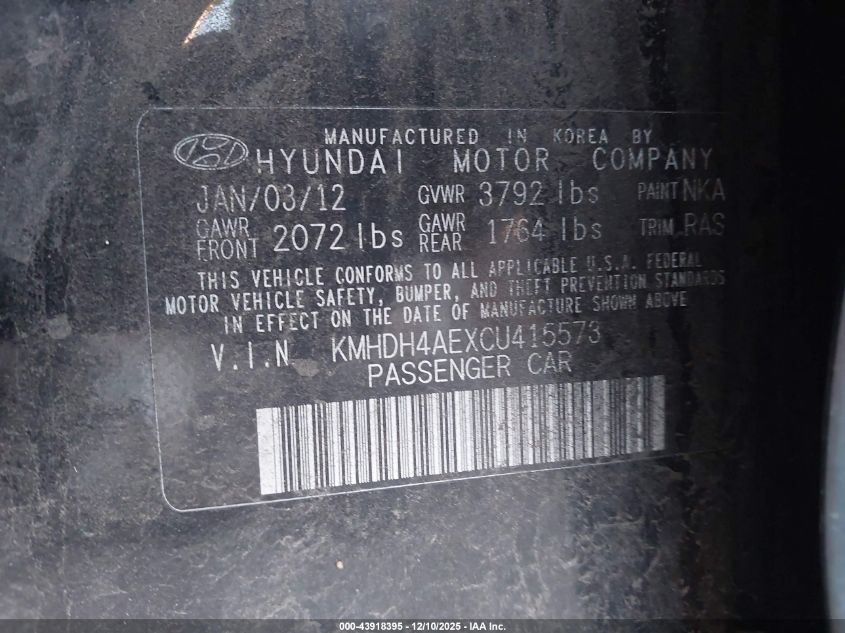 MANUFACTURED IN KOREA BY
HYUNDAI MOTOR COMPANY
JAN/03/12 GVWR 3792 lbs PAINT NKA
GAWR FRONT 2072 lbs GAWR REAR 1764 lbs TRIM RAS
THIS VEHICLE CONFORMS TO ALL APPLICABLE U.S.A. FEDERAL
MOTOR VEHICLE SAFETY, BUMPER, AND THEFT PREVENTION STANDARDS
IN EFFECT ON THE DATE OF MANUFACTURE SHOWN ABOVE
V.I.N KMHDH4AEXCU415573
PASSENGER CAR
000-43918395 - 12/10/2025 - IAA Inc.